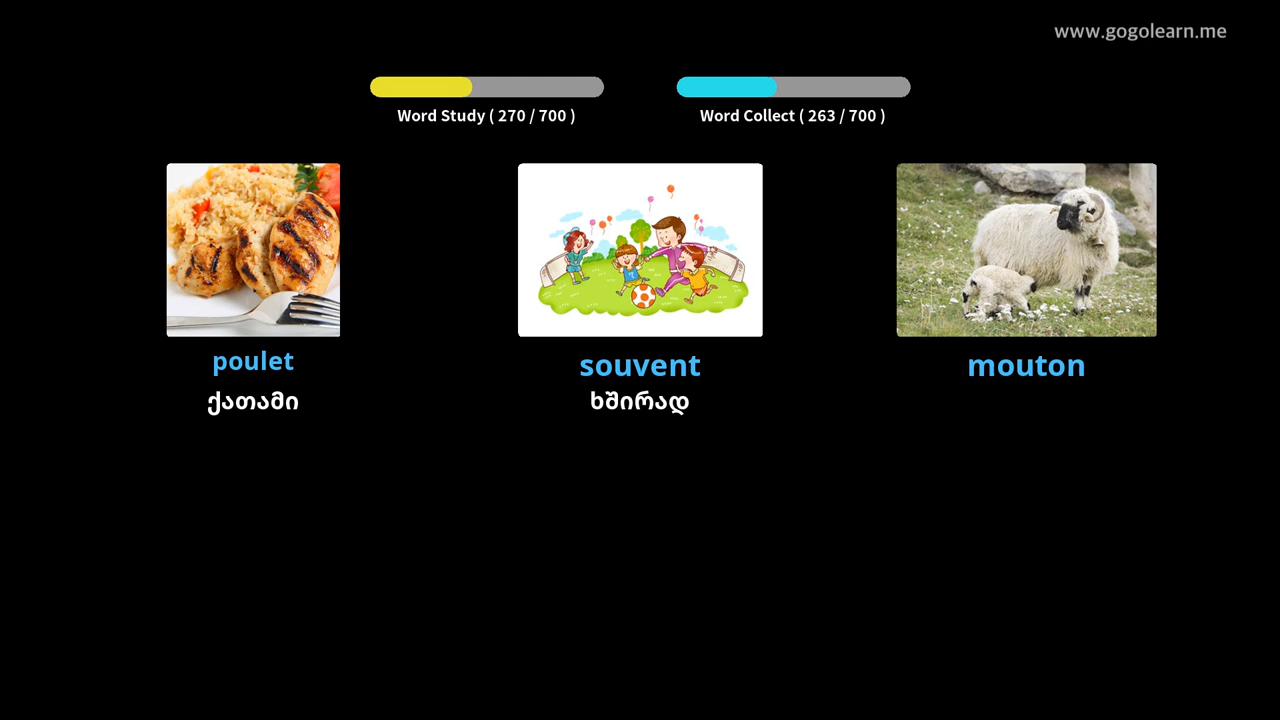 www.gogolearn.me
Word Study ( 270 / 700 )
Word Collect ( 263 / 700 )
poulet
souvent
mouton
ქათამი
ხშირად